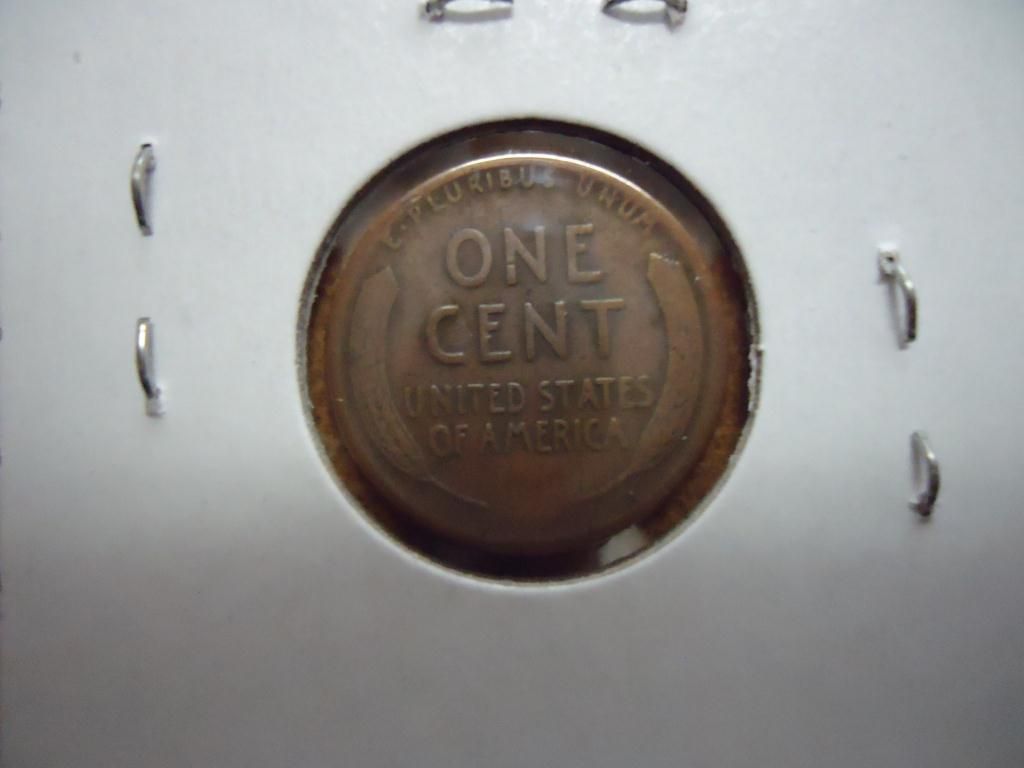 E·PLURIBUS UNUM
ONE
CENT
UNITED STATES
OF AMERICA